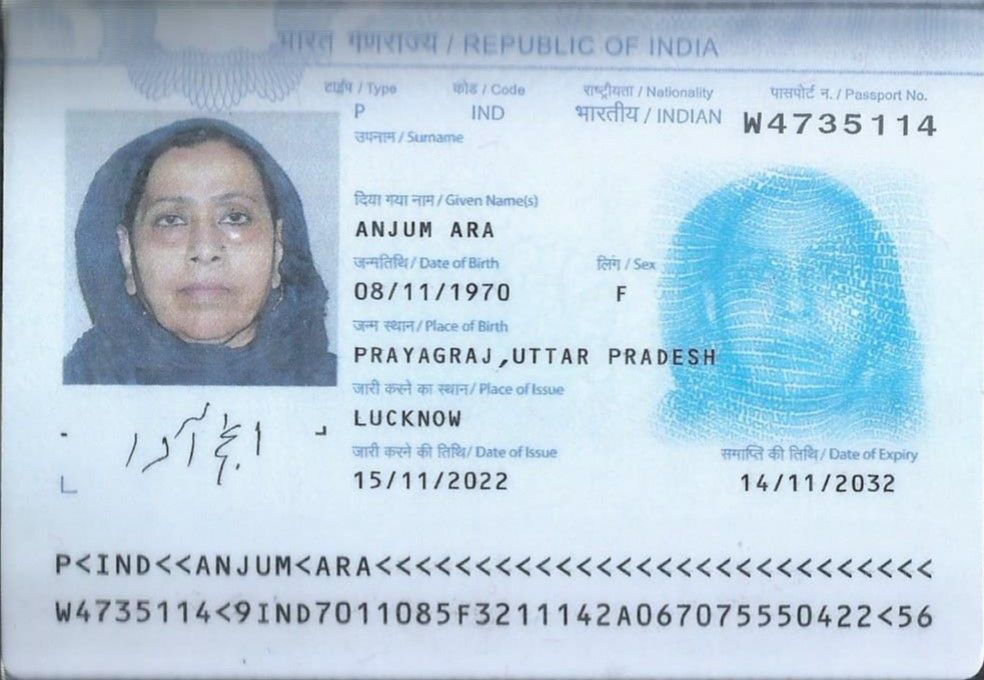 भारत गणराज्य / REPUBLIC OF INDIA
टाईप / Type कोड / Code राष्ट्रीयता / Nationality पासपोर्ट न. / Passport No.
P IND भारतीय / INDIAN W4735114
उपनाम / Surname
दिया गया नाम / Given Name(s)
ANJUM ARA
जन्मतिथि / Date of Birth लिंग / Sex
08/11/1970 F
जन्म स्थान / Place of Birth
PRAYAGRAJ,UTTAR PRADESH
जारी करने का स्थान / Place of Issue
LUCKNOW
जारी करने की तिथि / Date of Issue समाप्ति की तिथि / Date of Expiry
15/11/2022 14/11/2032
انجم آرا
P<IND<<ANJUM<ARA<<<<<<<<<<<<<<<<<<<<<<<<<<<<
W4735114<9IND7011085F3211142A067075550422<56